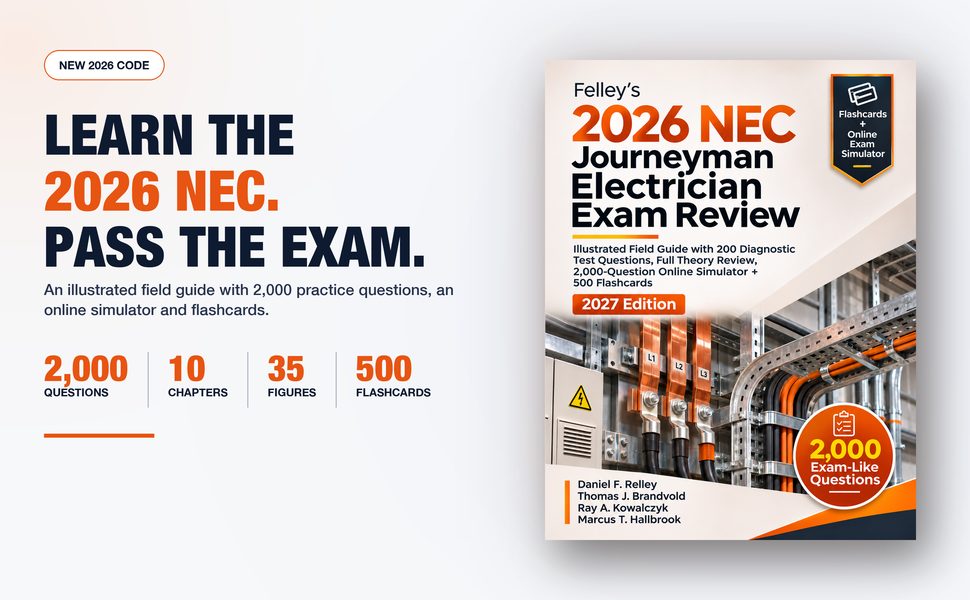 NEW 2026 CODE
LEARN THE
2026 NEC.
PASS THE EXAM.
An illustrated field guide with 2,000 practice questions, an
online simulator and flashcards.
2,000
QUESTIONS
10
CHAPTERS
35
FIGURES
500
FLASHCARDS
Felley's
2026 NEC
Journeyman
Electrician
Exam Review
Flashcards
+
Online
Exam
Simulator
Illustrated Field Guide with 200 Diagnostic
Test Questions, Full Theory Review,
2,000-Question Online Simulator +
500 Flashcards
2027 Edition
L1
L2
L3
2,000
Exam-Like
Questions
Daniel F. Relley
Thomas J. Brandvold
Ray A. Kowalczyk
Marcus T. Hallbrook